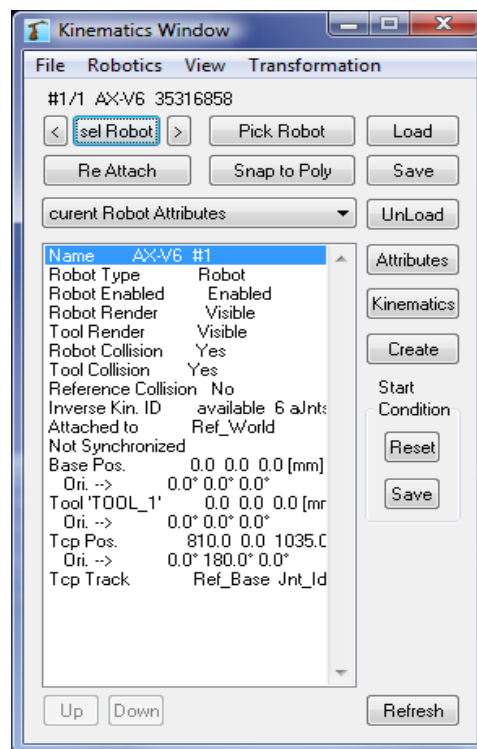 Kinematics Window
File Robotics View Transformation
#1/1 AX-V6 35316858
< sel Robot > Pick Robot Load
Re Attach Snap to Poly Save
curent Robot Attributes UnLoad
Name AX-V6 #1 Attributes
Robot Type Robot
Robot Enabled Enabled
Robot Render Visible Kinematics
Tool Render Visible
Robot Collision Yes Create
Tool Collision Yes
Reference Collision No Start
Inverse Kin. ID available 6 aJnts Condition
Attached to Ref_World
Not Synchronized Reset
Base Pos. 0.0 0.0 0.0 [mm]
Ori. --> 0.0° 0.0° 0.0° Save
Tool 'TOOL_1' 0.0 0.0 0.0 [mr
Ori. --> 0.0° 0.0° 0.0°
Tcp Pos. 810.0 0.0 1035.0
Ori. --> 0.0° 180.0° 0.0°
Tcp Track Ref_Base Jnt_Id
Up Down Refresh